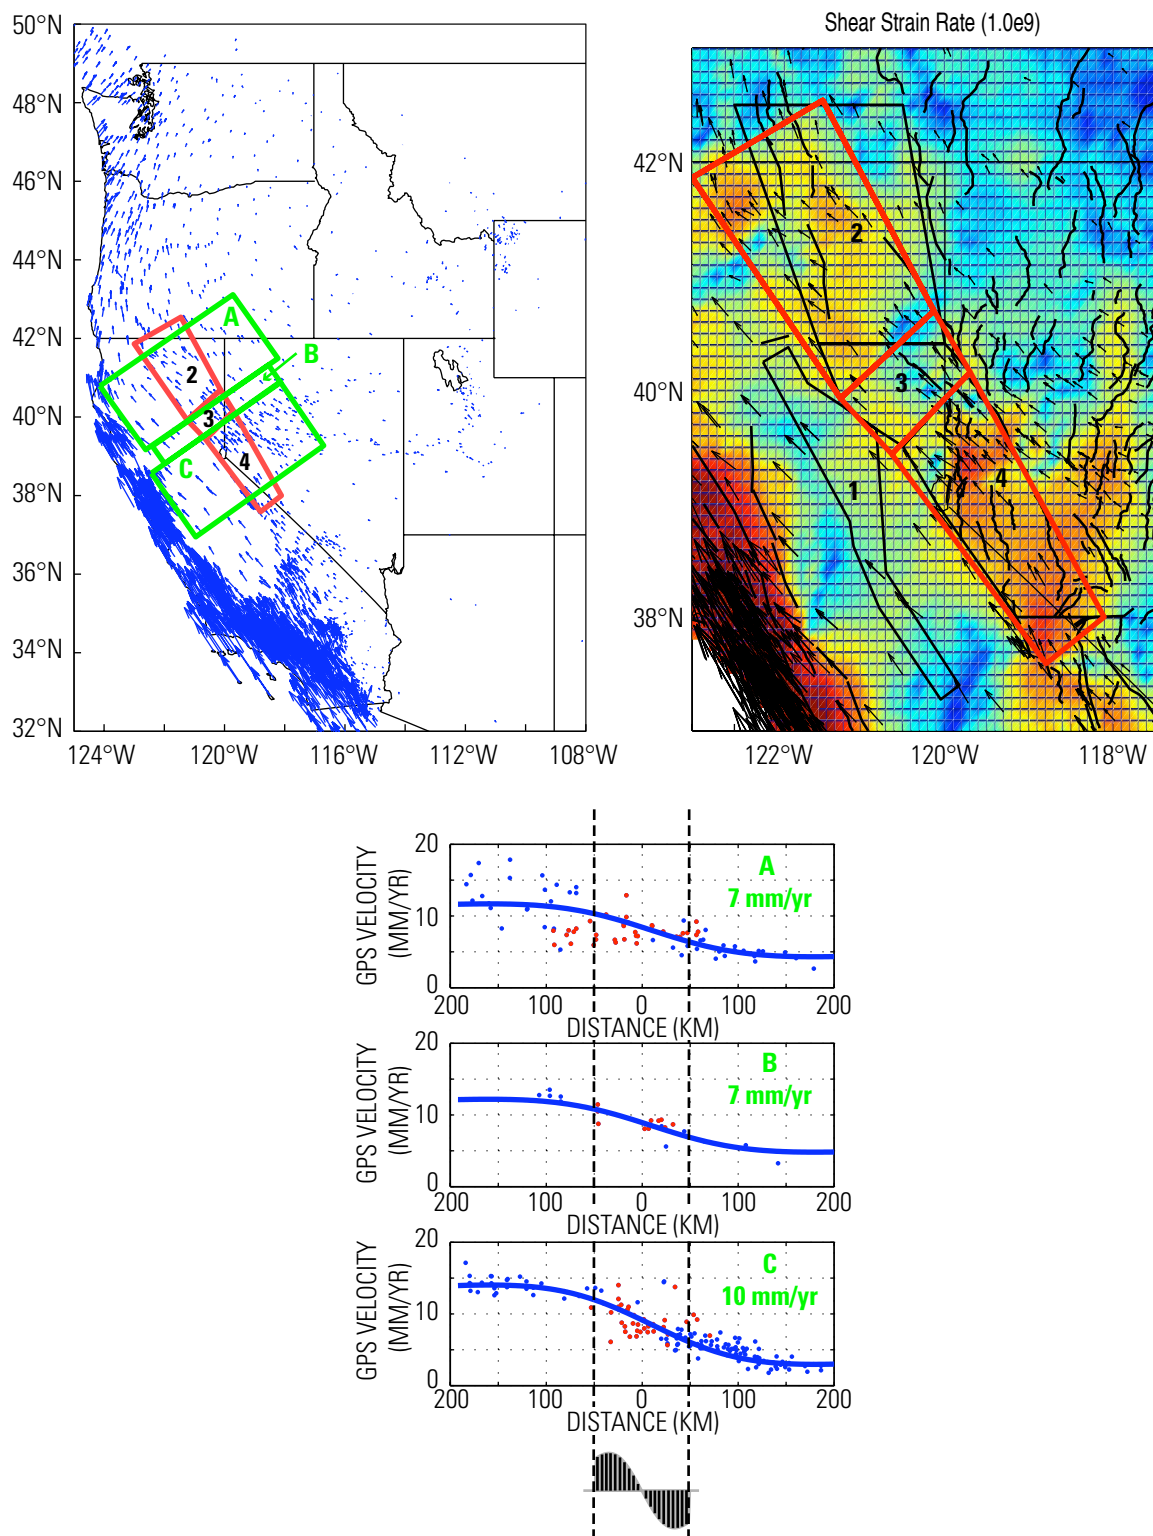 Shear Strain Rate (1.0e9)
50°N
48°N
46°N
44°N
42°N
40°N
38°N
36°N
34°N
32°N
124°W 120°W 116°W 112°W 108°W
A
B
C
2
3
4
42°N
40°N
38°N
122°W 120°W 118°W
2
3
4
1
GPS VELOCITY
(MM/YR)
20
10
0
A
7 mm/yr
200 100 0 100 200
DISTANCE (KM)
GPS VELOCITY
(MM/YR)
20
10
0
B
7 mm/yr
200 100 0 100 200
DISTANCE (KM)
GPS VELOCITY
(MM/YR)
20
10
0
C
10 mm/yr
200 100 0 100 200
DISTANCE (KM)